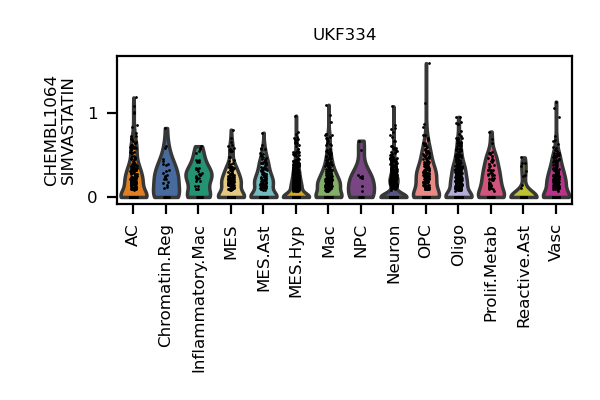 UKF334
CHEMBL1064
SIMVASTATIN
1
0
AC
Chromatin.Reg
Inflammatory.Mac
MES
MES.Ast
MES.Hyp
Mac
NPC
Neuron
OPC
Oligo
Prolif.Metab
Reactive.Ast
Vasc